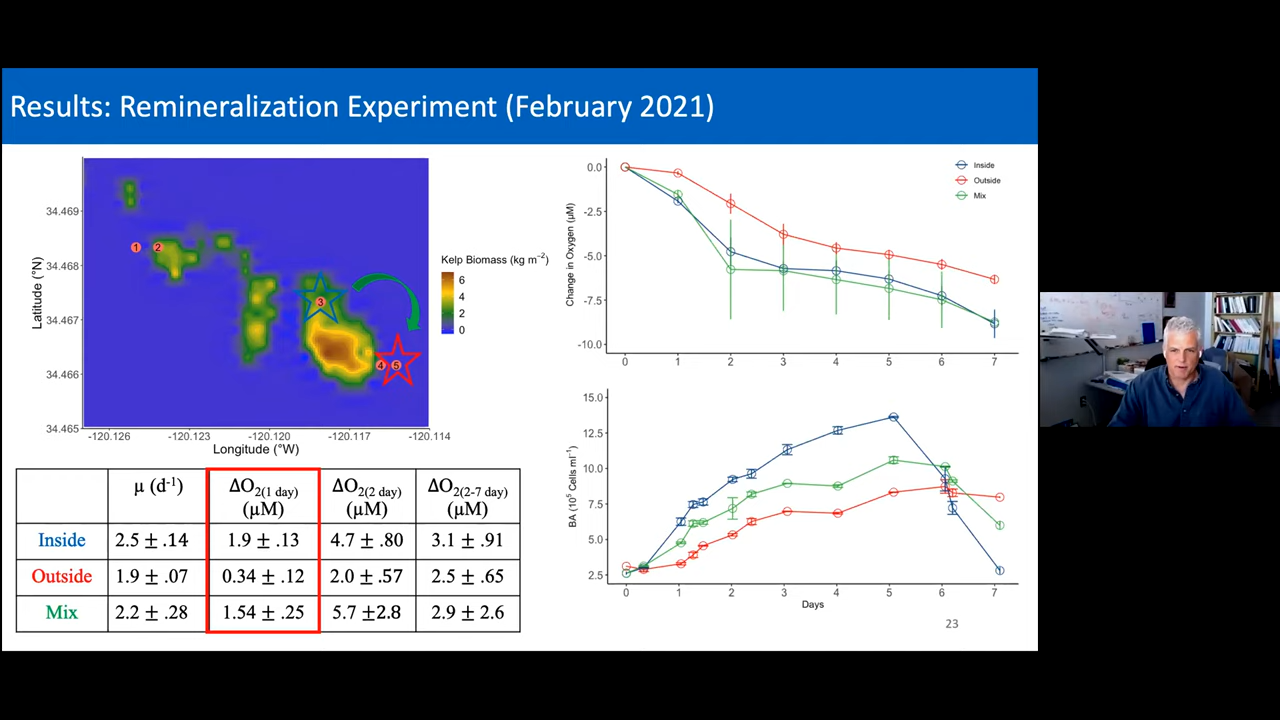 Results: Remineralization Experiment (February 2021)
34.469
34.468
34.467
34.466
34.465
Latitude (°N)
-120.126
-120.123
-120.120
-120.117
-120.114
Longitude (°W)
1
2
3
4
5
Kelp Biomass (kg m⁻²)
6
4
2
0
0.0
-2.5
-5.0
-7.5
-10.0
Change in Oxygen (µM)
0 1 2 3 4 5 6 7
Inside
Outside
Mix
15.0
12.5
10.0
7.5
5.0
2.5
BA (10⁵ Cells ml⁻¹)
0 1 2 3 4 5 6 7
Days
µ (d⁻¹) ΔO₂(1 day) (µM) ΔO₂(2 day) (µM) ΔO₂(2-7 day) (µM)
Inside 2.5 ± .14 1.9 ± .13 4.7 ± .80 3.1 ± .91
Outside 1.9 ± .07 0.34 ± .12 2.0 ± .57 2.5 ± .65
Mix 2.2 ± .28 1.54 ± .25 5.7 ±2.8 2.9 ± 2.6
23